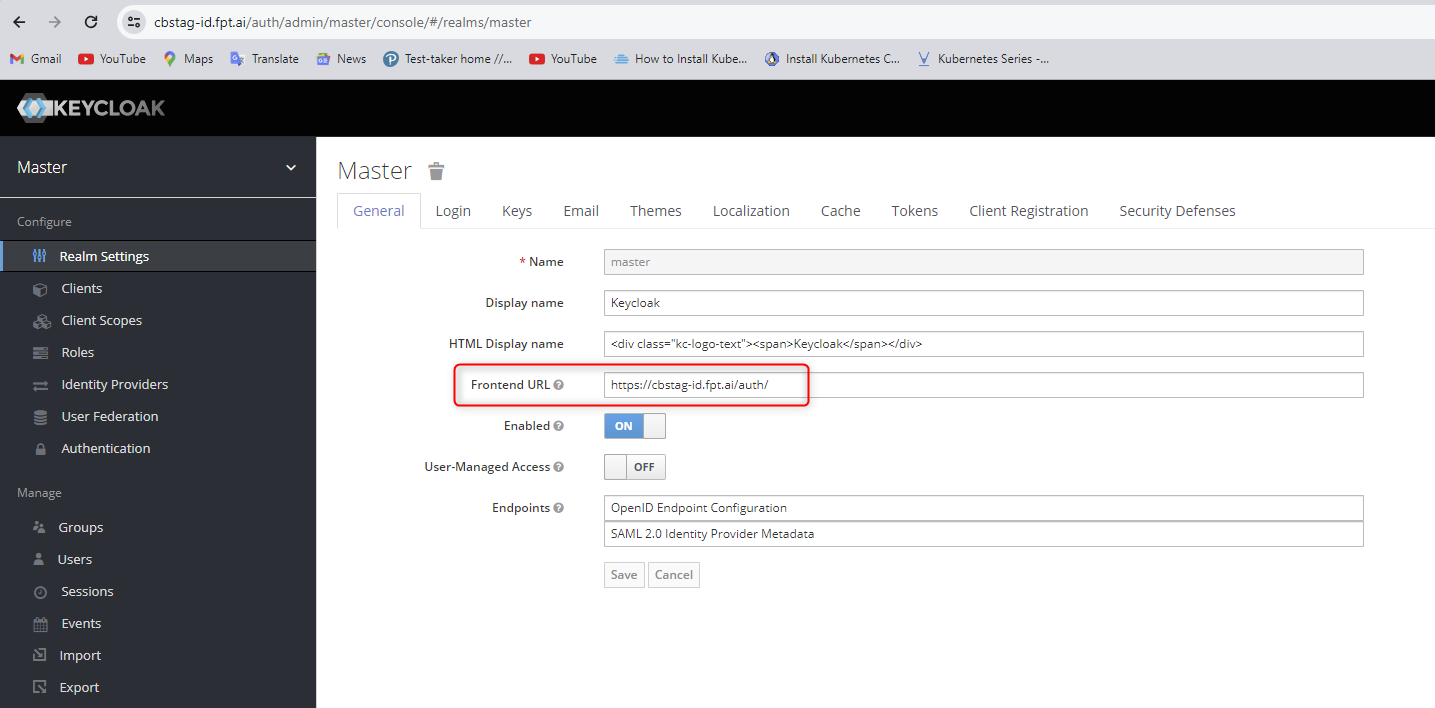 cbstag-id.fpt.ai/auth/admin/master/console/#/realms/master
Gmail YouTube Maps Translate News Test-taker home //... YouTube How to Install Kube... Install Kubernetes C... Kubernetes Series -...
KEYCLOAK
Master
Configure
Realm Settings
Clients
Client Scopes
Roles
Identity Providers
User Federation
Authentication
Manage
Groups
Users
Sessions
Events
Import
Export
Master
General Login Keys Email Themes Localization Cache Tokens Client Registration Security Defenses
* Name master
Display name Keycloak
HTML Display name <div class="kc-logo-text"><span>Keycloak</span></div>
Frontend URL https://cbstag-id.fpt.ai/auth/
Enabled ON
User-Managed Access OFF
Endpoints OpenID Endpoint Configuration
SAML 2.0 Identity Provider Metadata
Save Cancel